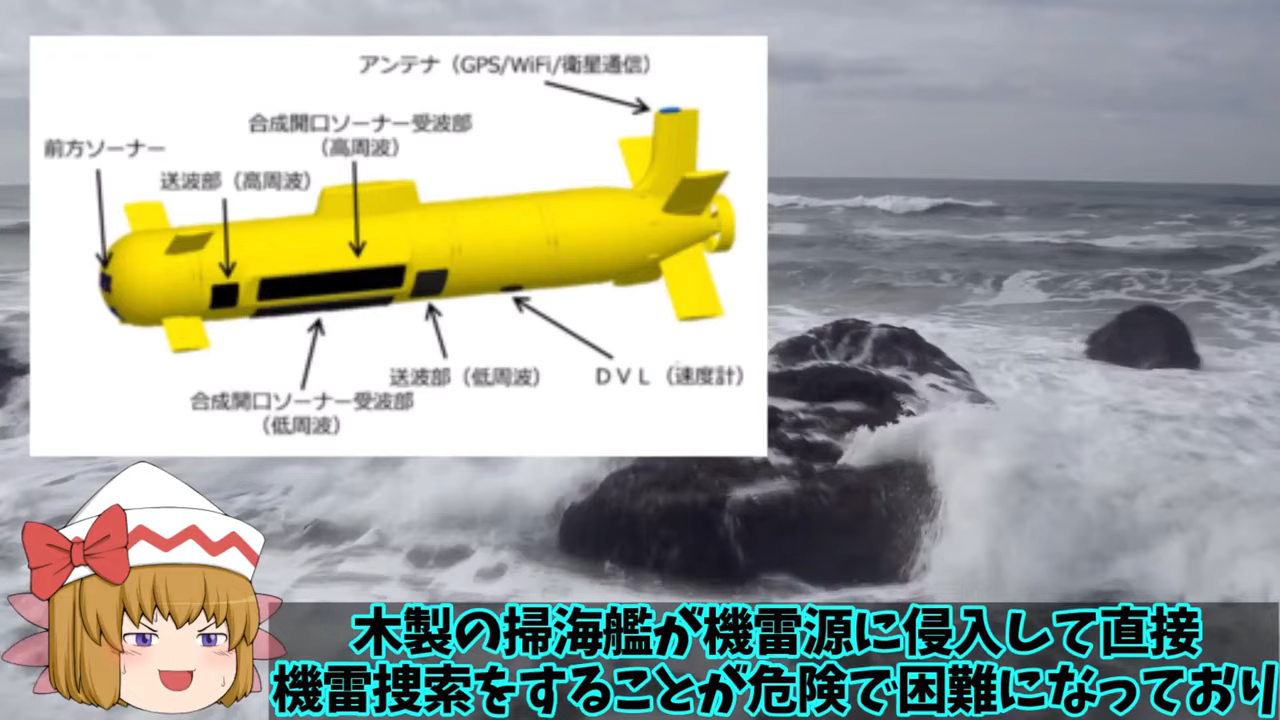 アンテナ（GPS/WiFi/衛星通信）
合成開口ソーナー受波部
（高周波）
前方ソーナー
送波部（高周波）
送波部（低周波）
ＤＶＬ（速度計）
合成開口ソーナー受波部
（低周波）
木製の掃海艦が機雷源に侵入して直接
機雷捜索をすることが危険で困難になっており